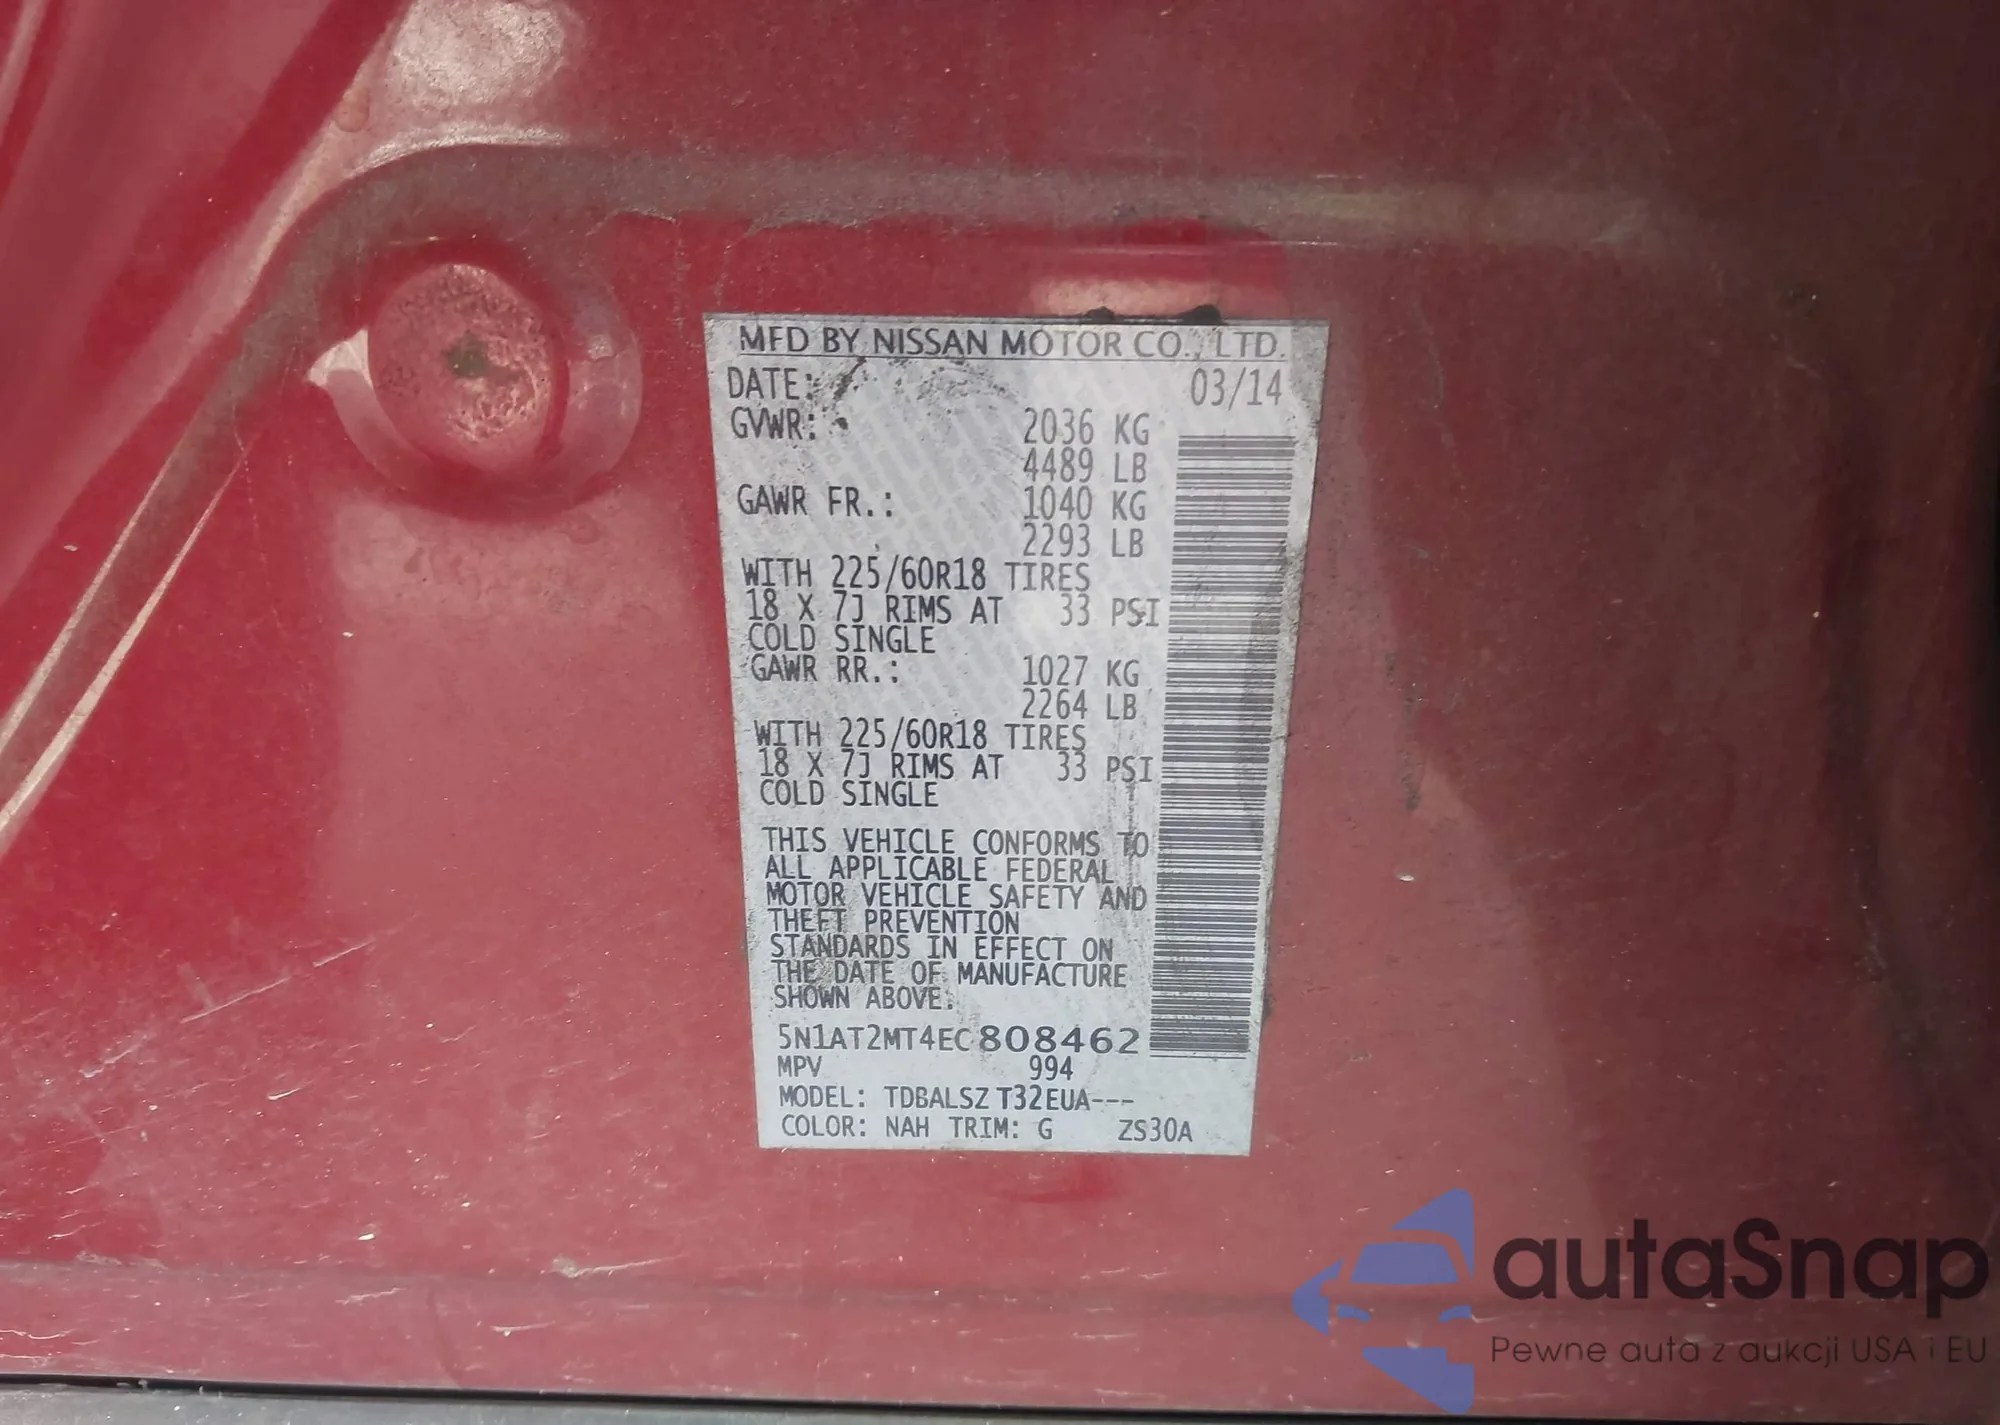 MFD BY NISSAN MOTOR CO., LTD.
DATE: 03/14
GVWR: 2036 KG
4489 LB
GAWR FR.: 1040 KG
2293 LB
WITH 225/60R18 TIRES
18 X 7J RIMS AT 33 PSI
COLD SINGLE
GAWR RR.: 1027 KG
2264 LB
WITH 225/60R18 TIRES
18 X 7J RIMS AT 33 PSI
COLD SINGLE
THIS VEHICLE CONFORMS TO
ALL APPLICABLE FEDERAL
MOTOR VEHICLE SAFETY AND
THEFT PREVENTION
STANDARDS IN EFFECT ON
THE DATE OF MANUFACTURE
SHOWN ABOVE.
5N1AT2MT4EC808462
MPV 994
MODEL: TDBALSZ T32EUA---
COLOR: NAH TRIM: G ZS30A
autaSnap
Pewne auta z aukcji USA i EU